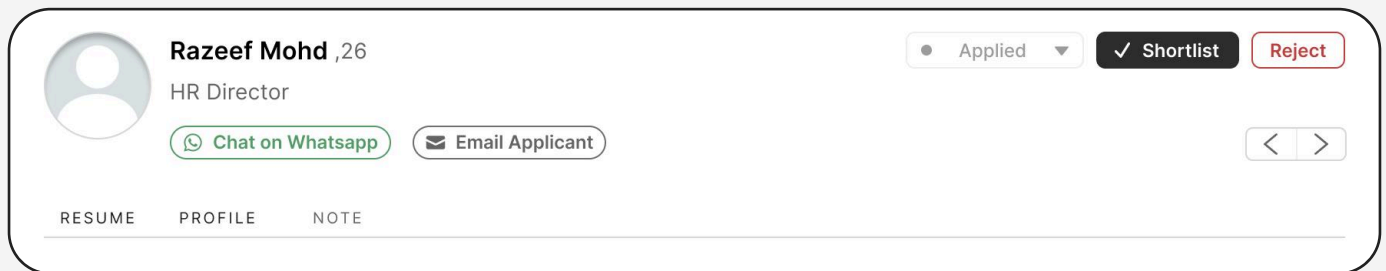 Razeef Mohd ,26
Applied
Shortlist
Reject
HR Director
Chat on Whatsapp
Email Applicant
RESUME
PROFILE
NOTE